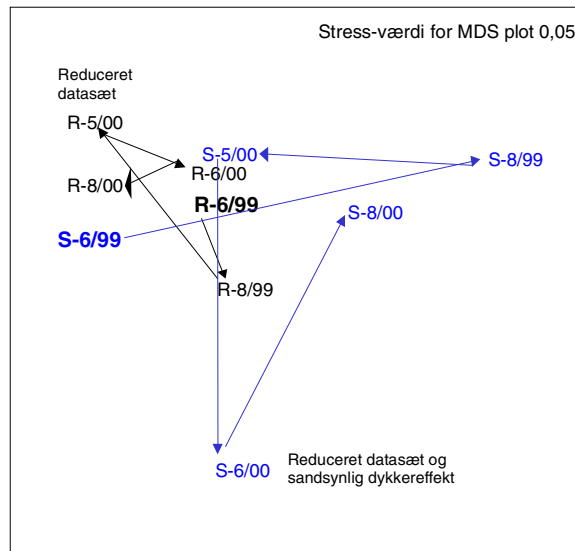 Stress-værdi for MDS plot 0,05
Reduceret
datasæt
R-5/00
S-5/00
S-8/99
R-6/00
R-8/00
R-6/99
S-8/00
S-6/99
R-8/99
S-6/00
Reduceret datasæt og
sandsynlig dykkereffekt